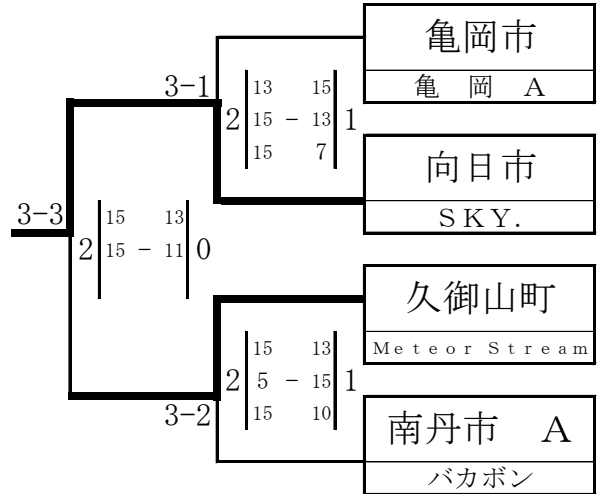 亀岡市
亀 岡 A
3-1
13 15
2 15 - 13 1
15 7
向日市
SKY.
3-3
15 13
2 15 - 11 0
久御山町
Meteor Stream
15 13
2 5 - 15 1
15 10
3-2
南丹市 A
バカボン